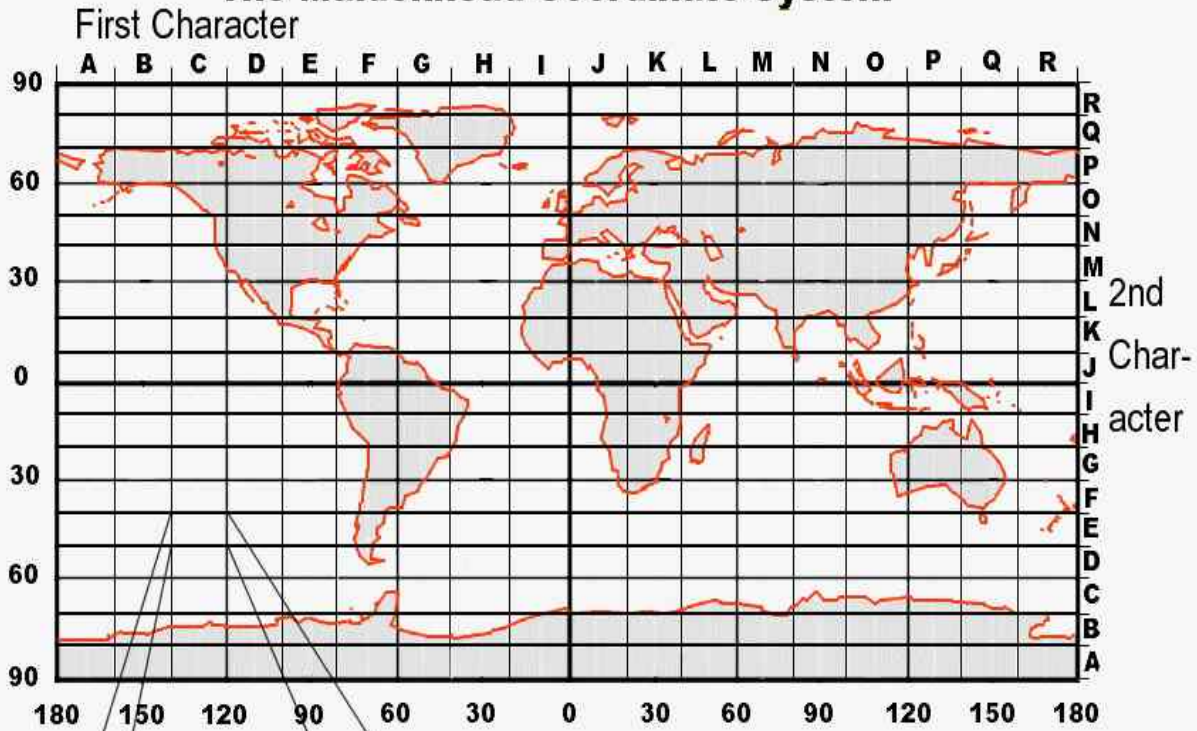 First Character
A B C D E F G H I J K L M N O P Q R
90
R
Q
P
60
O
N
M
30
L
2nd
K
J
Char-
0
I
acter
H
G
30
F
E
D
60
C
B
A
90
180 150 120 90 60 30 0 30 60 90 120 150 180